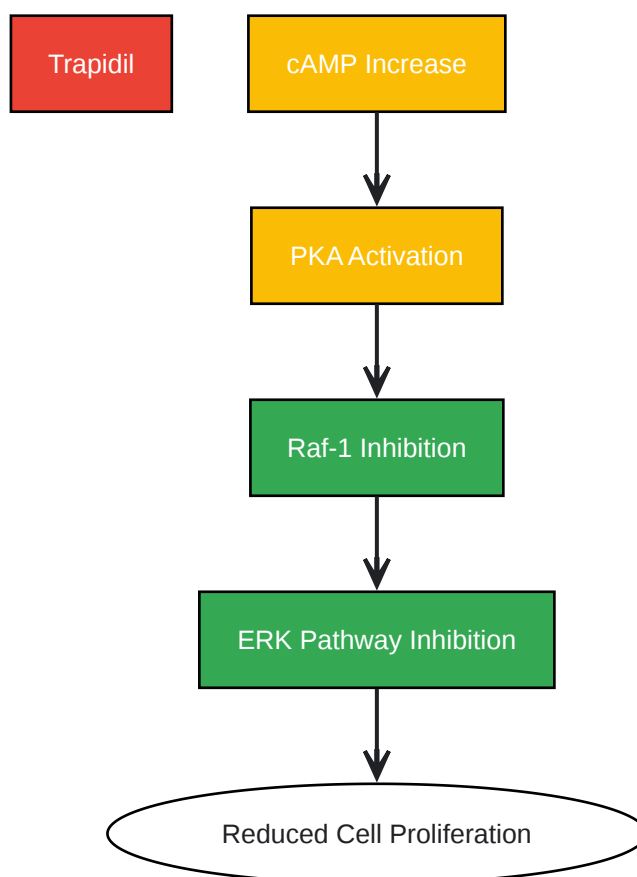 Trapidil
cAMP Increase
PKA Activation
Raf-1 Inhibition
ERK Pathway Inhibition
Reduced Cell Proliferation